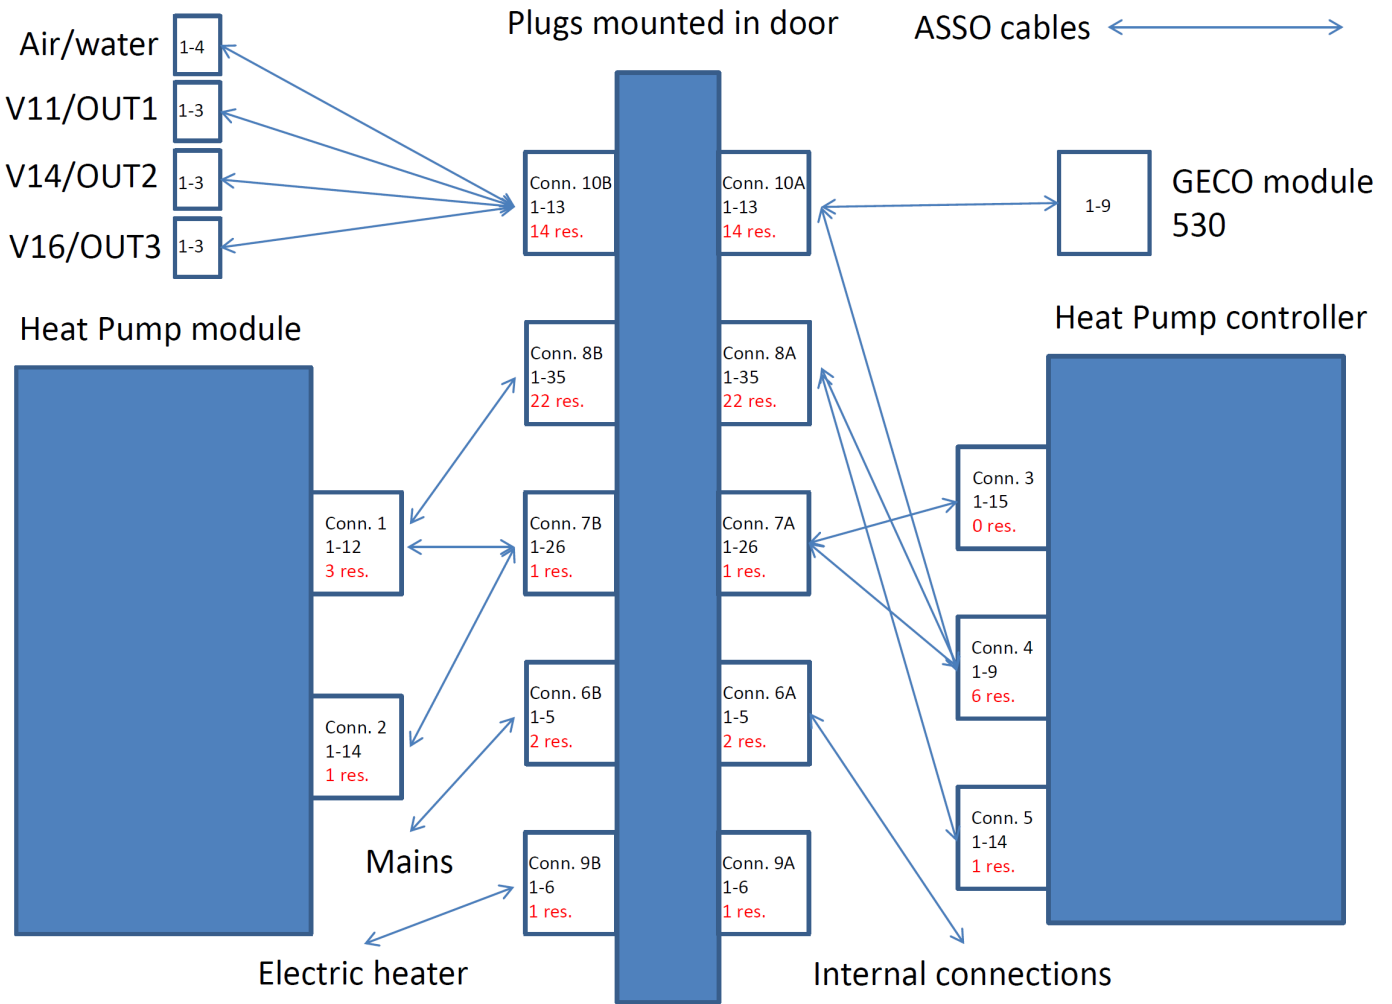 Plugs mounted in door
ASSO cables
Air/water
1-4
V11/OUT1
1-3
V14/OUT2
1-3
V16/OUT3
1-3
Conn. 10B
1-13
14 res.
Conn. 10A
1-13
14 res.
1-9
GECO module
530
Heat Pump module
Heat Pump controller
Conn. 8B
1-35
22 res.
Conn. 8A
1-35
22 res.
Conn. 1
1-12
3 res.
Conn. 7B
1-26
1 res.
Conn. 7A
1-26
1 res.
Conn. 3
1-15
0 res.
Conn. 2
1-14
1 res.
Conn. 6B
1-5
2 res.
Conn. 6A
1-5
2 res.
Conn. 4
1-9
6 res.
Mains
Conn. 9B
1-6
1 res.
Conn. 9A
1-6
1 res.
Conn. 5
1-14
1 res.
Electric heater
Internal connections